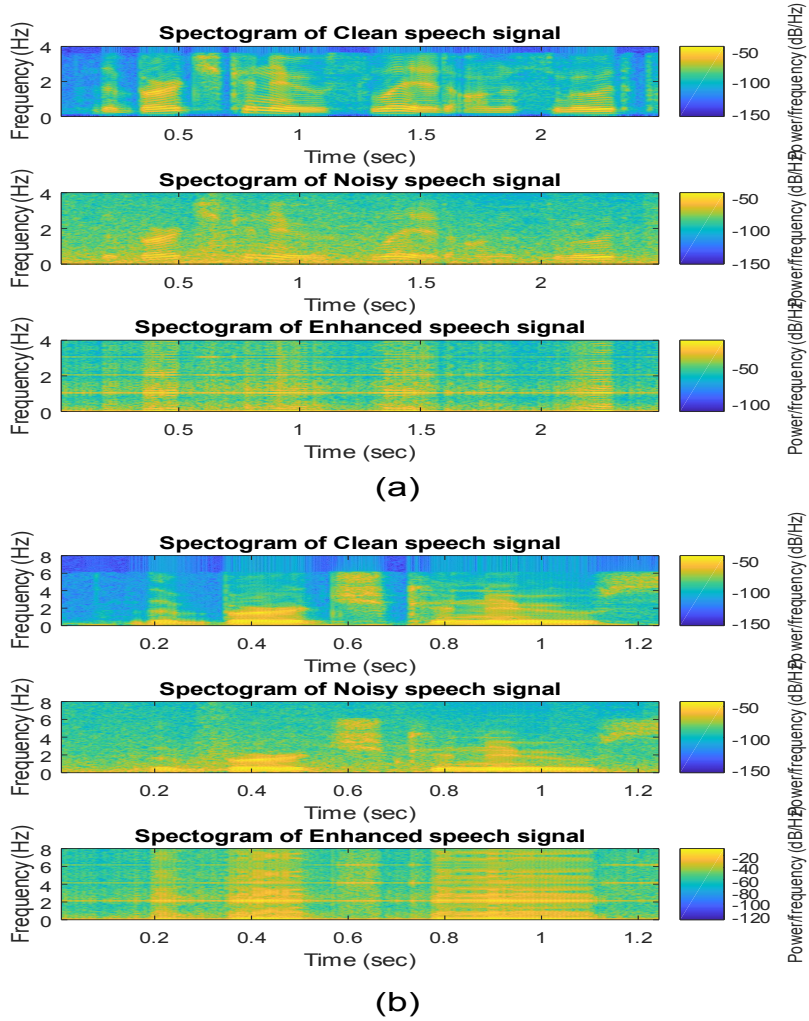 Spectogram of Clean speech signal
Frequency (Hz)
4
2
0
0.5 1 1.5 2
Time (sec)
-50
-100
-150
Power/frequency (dB/Hz)
Spectogram of Noisy speech signal
Frequency (Hz)
4
2
0
0.5 1 1.5 2
Time (sec)
-50
-100
-150
Power/frequency (dB/Hz)
Spectogram of Enhanced speech signal
Frequency (Hz)
4
2
0
0.5 1 1.5 2
Time (sec)
-50
-100
Power/frequency (dB/Hz)
(a)
Spectogram of Clean speech signal
Frequency (Hz)
8
6
4
2
0
0.2 0.4 0.6 0.8 1 1.2
Time (sec)
-50
-100
-150
Power/frequency (dB/Hz)
Spectogram of Noisy speech signal
Frequency (Hz)
8
6
4
2
0
0.2 0.4 0.6 0.8 1 1.2
Time (sec)
-50
-100
-150
Power/frequency (dB/Hz)
Spectogram of Enhanced speech signal
Frequency (Hz)
8
6
4
2
0
0.2 0.4 0.6 0.8 1 1.2
Time (sec)
-20
-40
-60
-80
-100
-120
Power/frequency (dB/Hz)
(b)